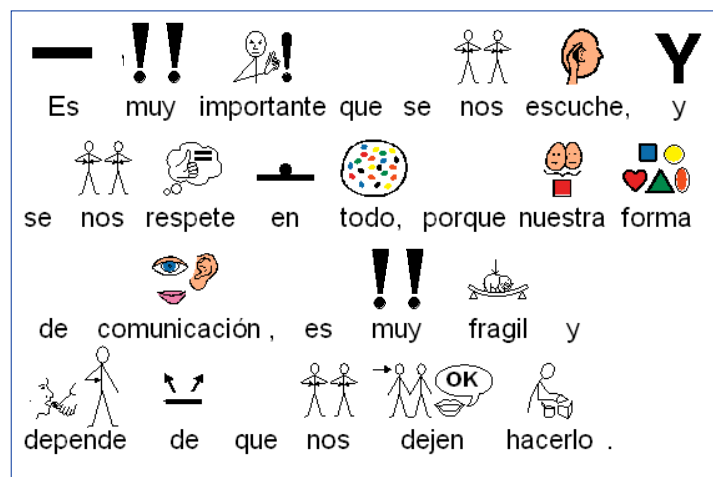 Es muy importante que se nos escuche, y
se nos respete en todo, porque nuestra forma
de comunicación , es muy fragil y
OK
depende de que nos dejen hacerlo .